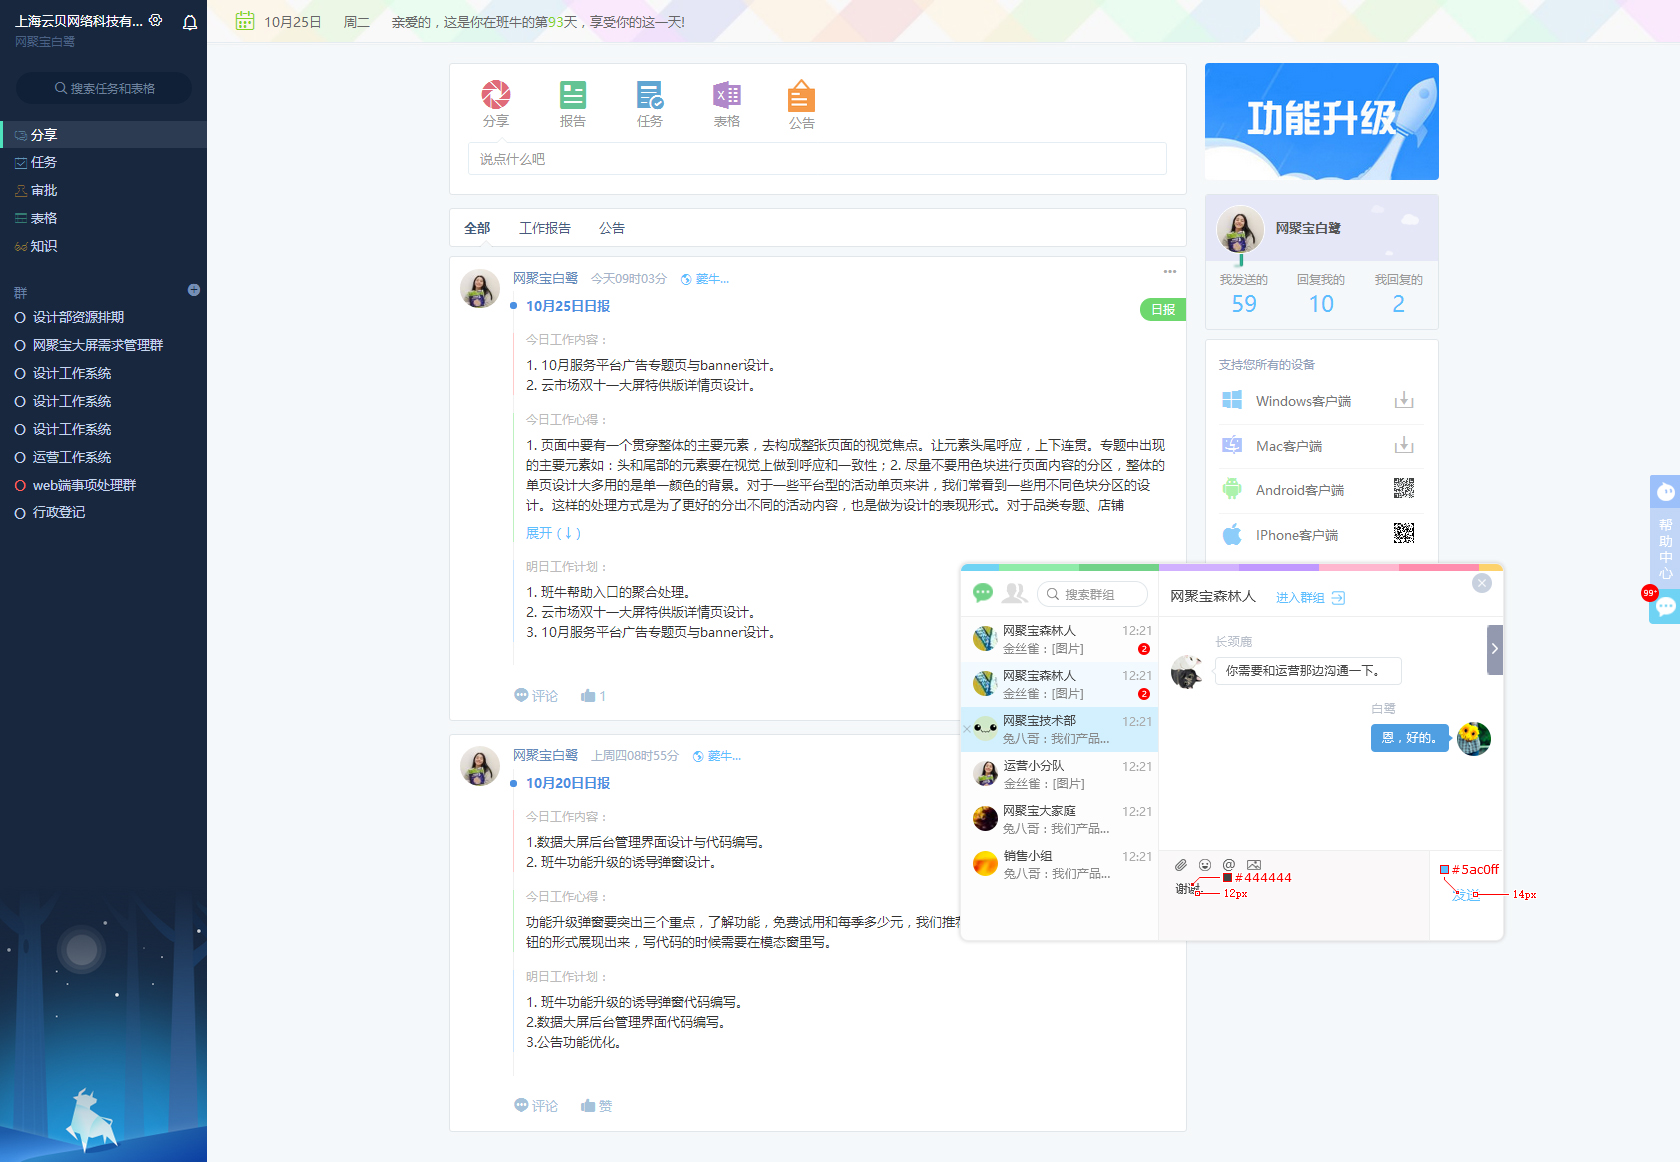 上海云贝网络科技有...
网聚宝白鹭
搜索任务和表格
分享
任务
审批
表格
知识
群
设计部资源排期
网聚宝大屏需求管理群
设计工作系统
设计工作系统
设计工作系统
运营工作系统
web端事项处理群
行政登记
10月25日 周二 亲爱的，这是你在班牛的第93天，享受你的这一天!
分享 报告 任务 表格 公告
说点什么吧
全部 工作报告 公告
网聚宝白鹭 今天09时03分 蒌牛...
10月25日日报
日报
今日工作内容：
1. 10月服务平台广告专题页与banner设计。
2. 云市场双十一大屏特供版详情页设计。
今日工作心得：
1. 页面中要有一个贯穿整体的主要元素，去构成整张页面的视觉焦点。让元素头尾呼应，上下连贯。专题中出现
的主要元素如：头和尾部的元素要在视觉上做到呼应和一致性；2. 尽量不要用色块进行页面内容的分区，整体的
单页设计大多用的是单一颜色的背景。对于一些平台型的活动单页来讲，我们常看到一些用不同色块分区的设
计。这样的处理方式是为了更好的分出不同的活动内容，也是做为设计的表现形式。对于品类专题、店铺
展开 (↓)
明日工作计划：
1. 班牛帮助入口的聚合处理。
2. 云市场双十一大屏特供版详情页设计。
3. 10月服务平台广告专题页与banner设计。
评论 1
网聚宝白鹭 上周四08时55分 蒌牛...
10月20日日报
今日工作内容：
1.数据大屏后台管理界面设计与代码编写。
2. 班牛功能升级的诱导弹窗设计。
今日工作心得：
功能升级弹窗要突出三个重点，了解功能，免费试用和每季多少元，我们推荐
钮的形式展现出来，写代码的时候需要在模态窗里写。
明日工作计划：
1. 班牛功能升级的诱导弹窗代码编写。
2.数据大屏后台管理界面代码编写。
3.公告功能优化。
评论 赞
功能升级
网聚宝白鹭
我发送的 回复我的 我回复的
59 10 2
支持您所有的设备
Windows客户端
Mac客户端
Android客户端
IPhone客户端
帮助中心
99+
搜索群组
网聚宝森林人 12:21
金丝雀：[图片] 2
网聚宝森林人 12:21
金丝雀：[图片] 2
网聚宝技术部 12:21
兔八哥：我们产品...
运营小分队 12:21
金丝雀：[图片]
网聚宝大家庭 12:21
兔八哥：我们产品...
销售小组 12:21
兔八哥：我们产品...
网聚宝森林人 进入群组
长颈鹿
你需要和运营那边沟通一下。
白鹭
恩，好的。
#444444
谢谢
12px
#5ac0ff
发送
14px